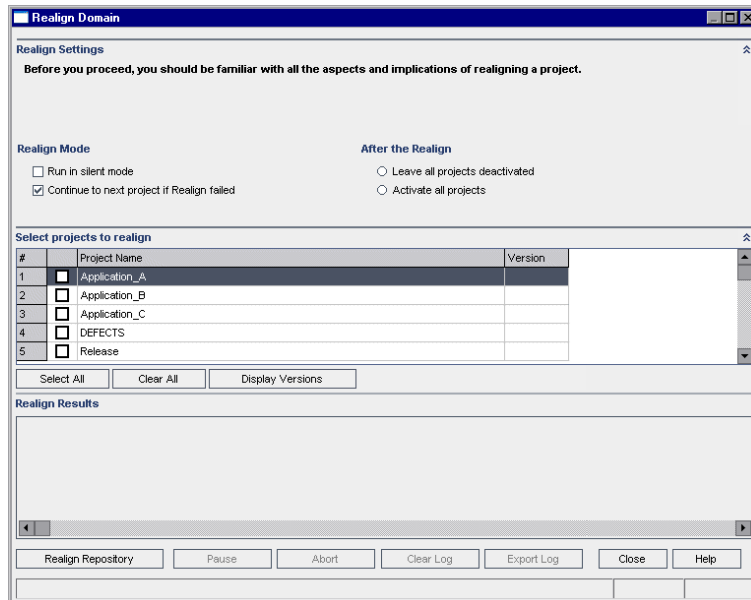 Realign Domain
Realign Settings
Before you proceed, you should be familiar with all the aspects and implications of realigning a project.
Realign Mode
After the Realign
Run in silent mode
Leave all projects deactivated
Continue to next project if Realign failed
Activate all projects
Select projects to realign
# Project Name Version
1 Application_A
2 Application_B
3 Application_C
4 DEFECTS
5 Release
Select All Clear All Display Versions
Realign Results
Realign Repository Pause Abort Clear Log Export Log Close Help